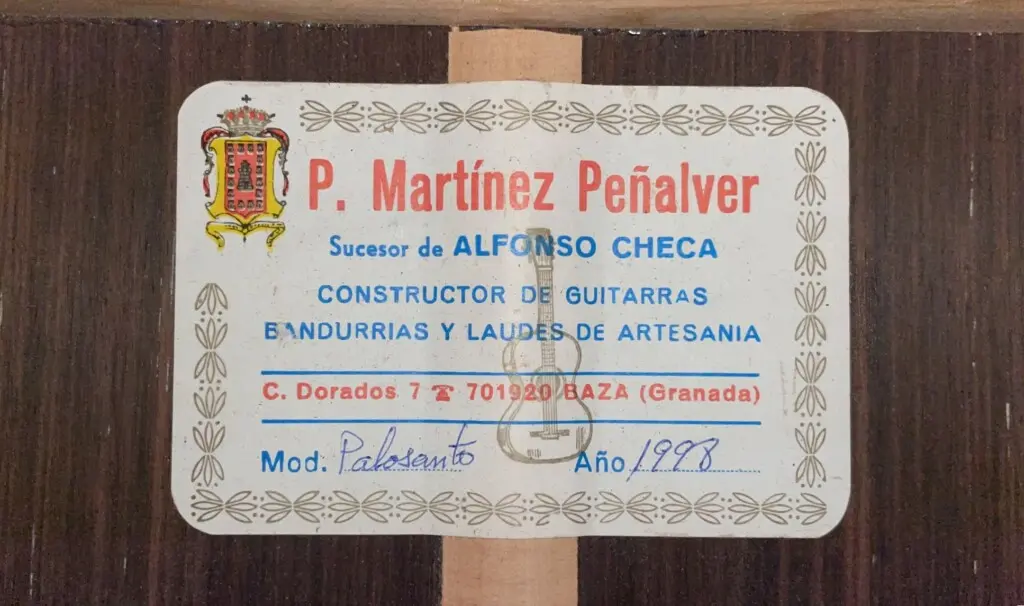 P. Martínez Peñalver
Sucesor de ALFONSO CHECA
CONSTRUCTOR DE GUITARRAS
BANDURRIAS Y LAUDES DE ARTESANIA
C. Dorados 7 ☎ 701920 BAZA (Granada)
Mod. Palosanto Año 1998